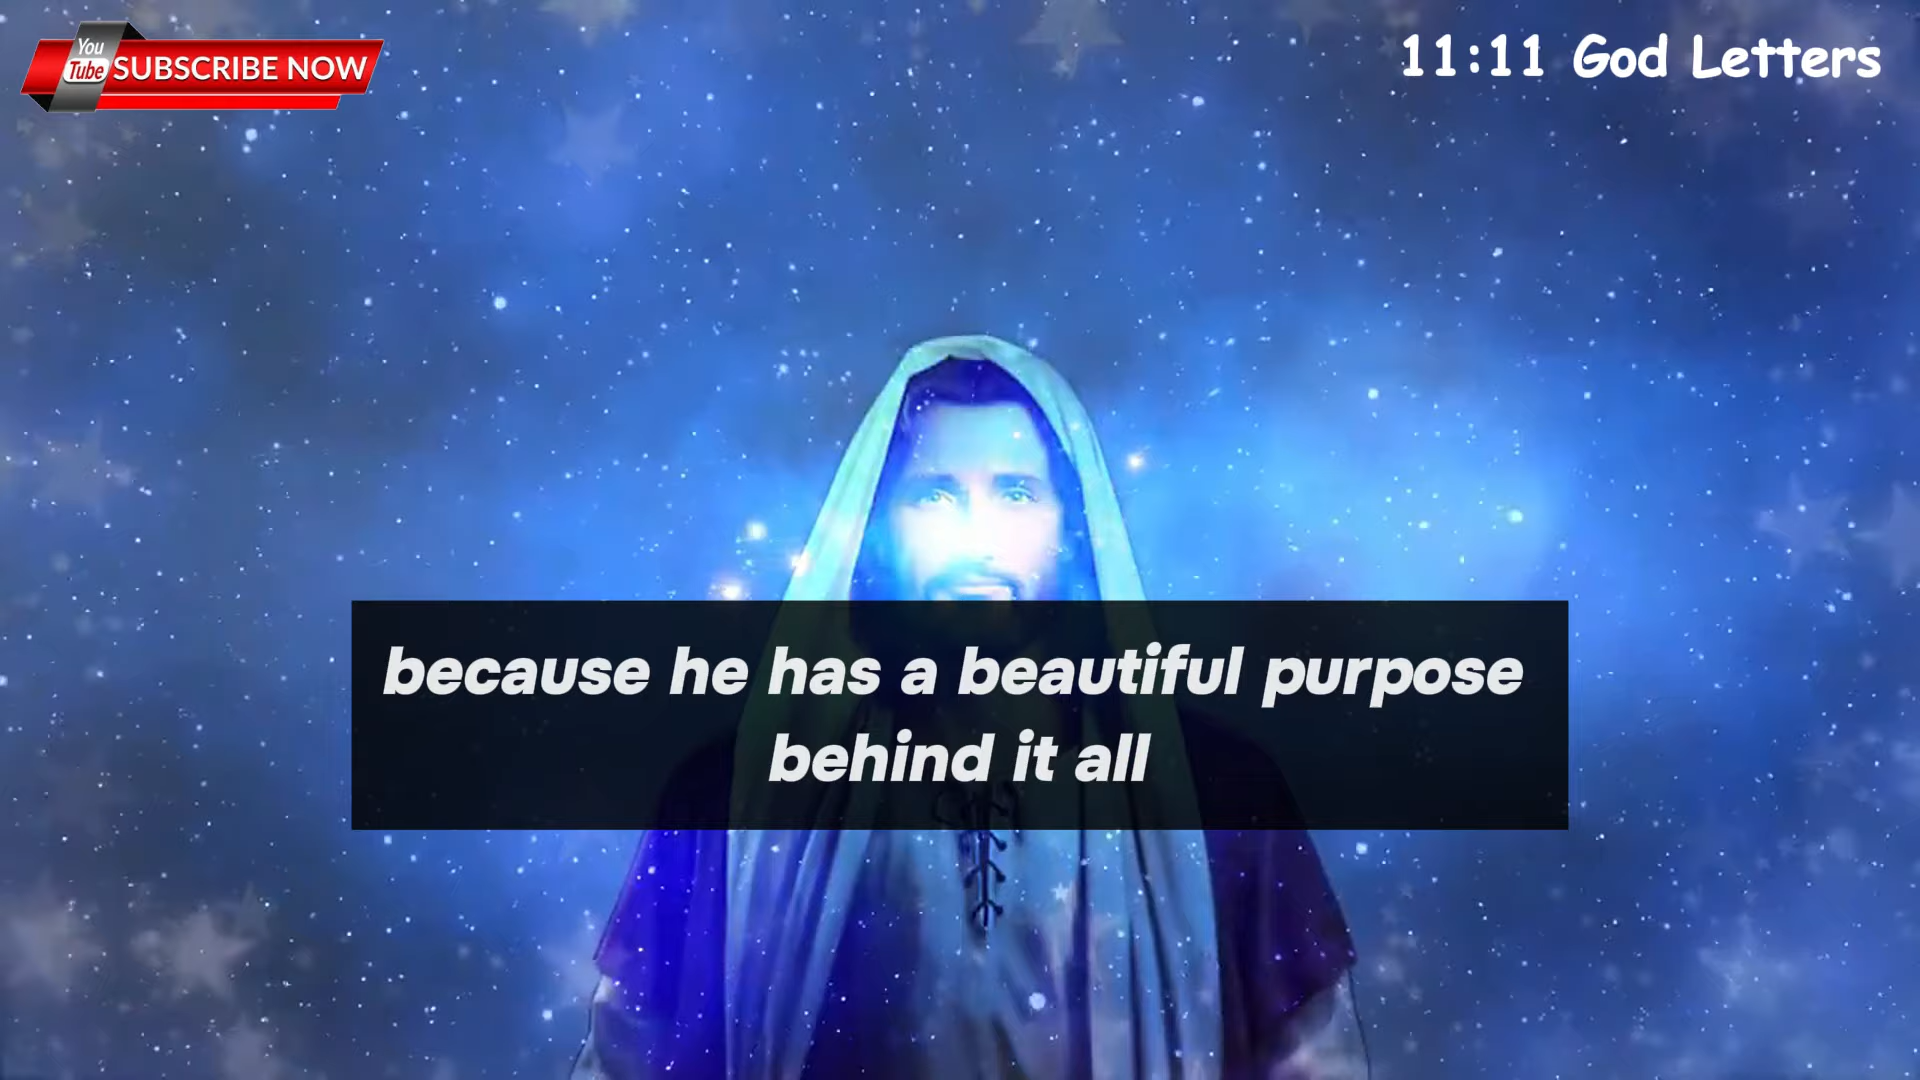 You
Tube
SUBSCRIBE NOW
11:11 God Letters
because he has a beautiful purpose
behind it all